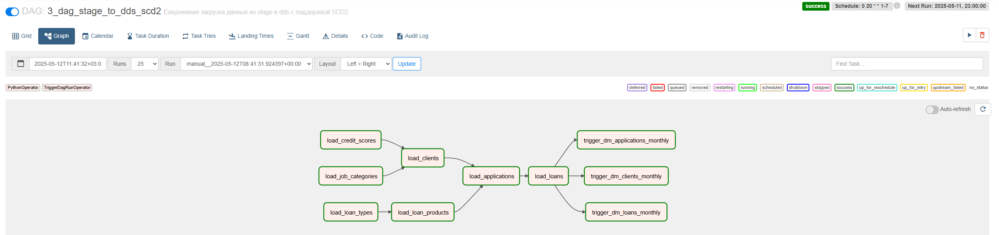 DAG: 3_dag_stage_to_dds_scd2 Ежедневная загрузка данных из stage в dds с поддержкой SCD2
success Schedule: 0 20 * * 1-7 Next Run: 2025-05-11, 23:00:00
Grid Graph Calendar Task Duration Task Tries Landing Times Gantt Details Code Audit Log
2025-05-12T11:41:32+03:0 Runs 25 Run manual__2025-05-12T08:41:31.924397+00:00 Layout Left > Right Update Find Task...
PythonOperator TriggerDagRunOperator deferred failed queued removed restarting running scheduled shutdown skipped success up_for_reschedule up_for_retry upstream_failed no_status
Auto-refresh
load_credit_scores trigger_dm_applications_monthly
load_clients
load_job_categories load_applications load_loans trigger_dm_clients_monthly
load_loan_types load_loan_products trigger_dm_loans_monthly